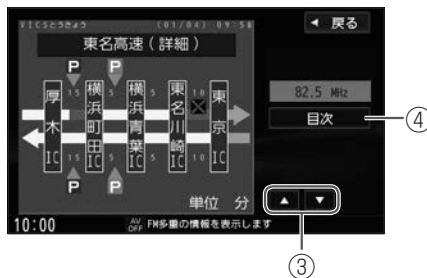 VICSとうきょう (01/04) 09:58
戻る
東名高速(詳細)
P P
厚木IC 横浜町田IC 横浜青葉IC 東名川崎IC 東京IC
15 5 5 10
15 5 5 10
P P
単位 分
82.5 MHz
目次
④
10:00 AV OFF FM多重の情報を表示します
③